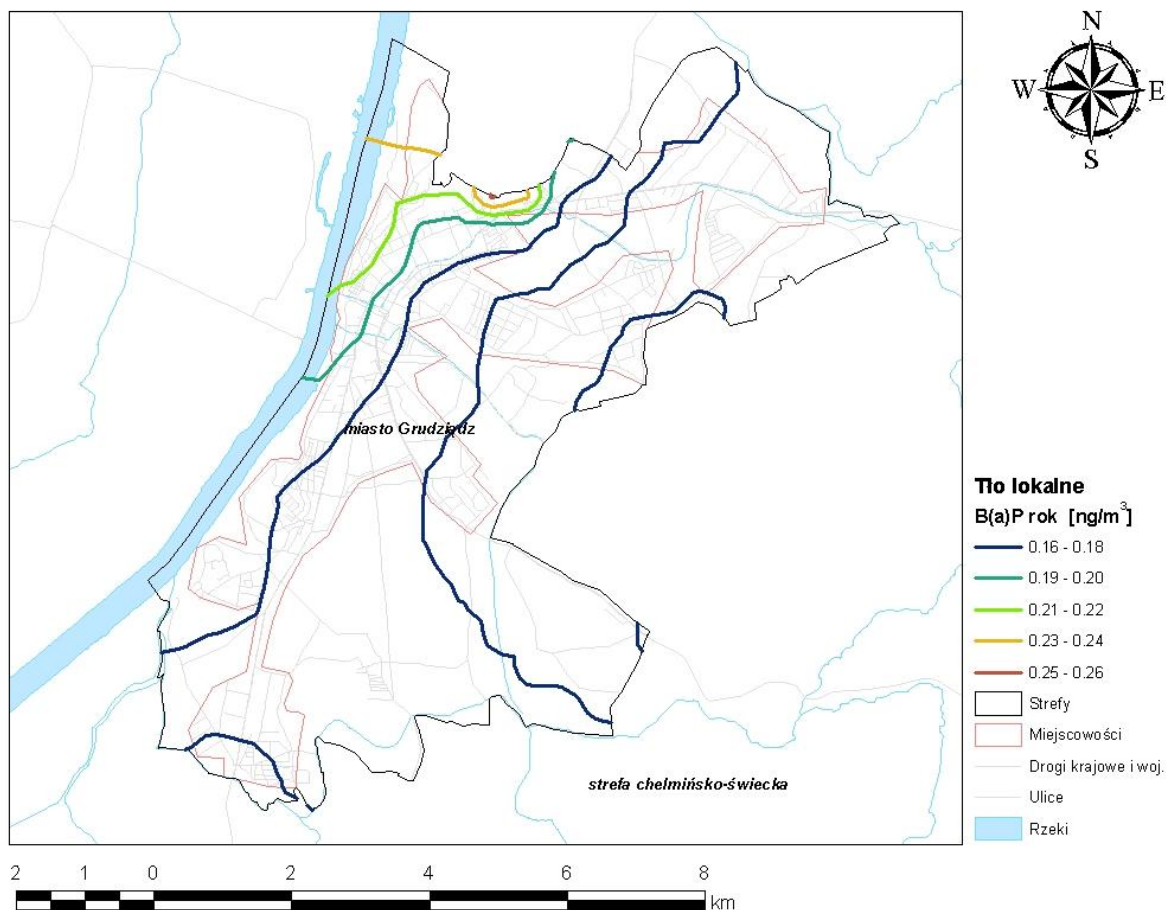 N
W
E
S
miasto Grudziądz
strefa chełmińsko-świecka
Tło lokalne
B(a)P rok [ng/m³]
0.16 - 0.18
0.19 - 0.20
0.21 - 0.22
0.23 - 0.24
0.25 - 0.26
Strefy
Miejscowości
Drogi krajowe i woj.
Ulice
Rzeki
2 1 0 2 4 6 8
km